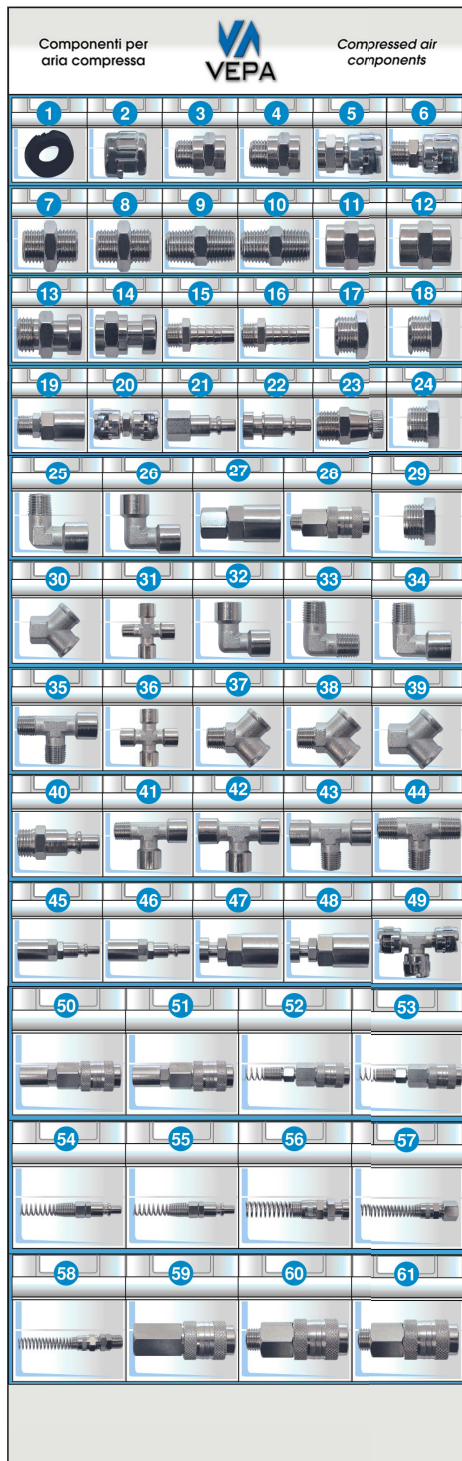 Componenti per
aria compressa
VEPA
Compressed air
components
1 2 3 4 5 6
7 8 9 10 11 12
13 14 15 16 17 18
19 20 21 22 23 24
25 26 27 28 29
30 31 32 33 34
35 36 37 38 39
40 41 42 43 44
45 46 47 48 49
50 51 52 53
54 55 56 57
58 59 60 61